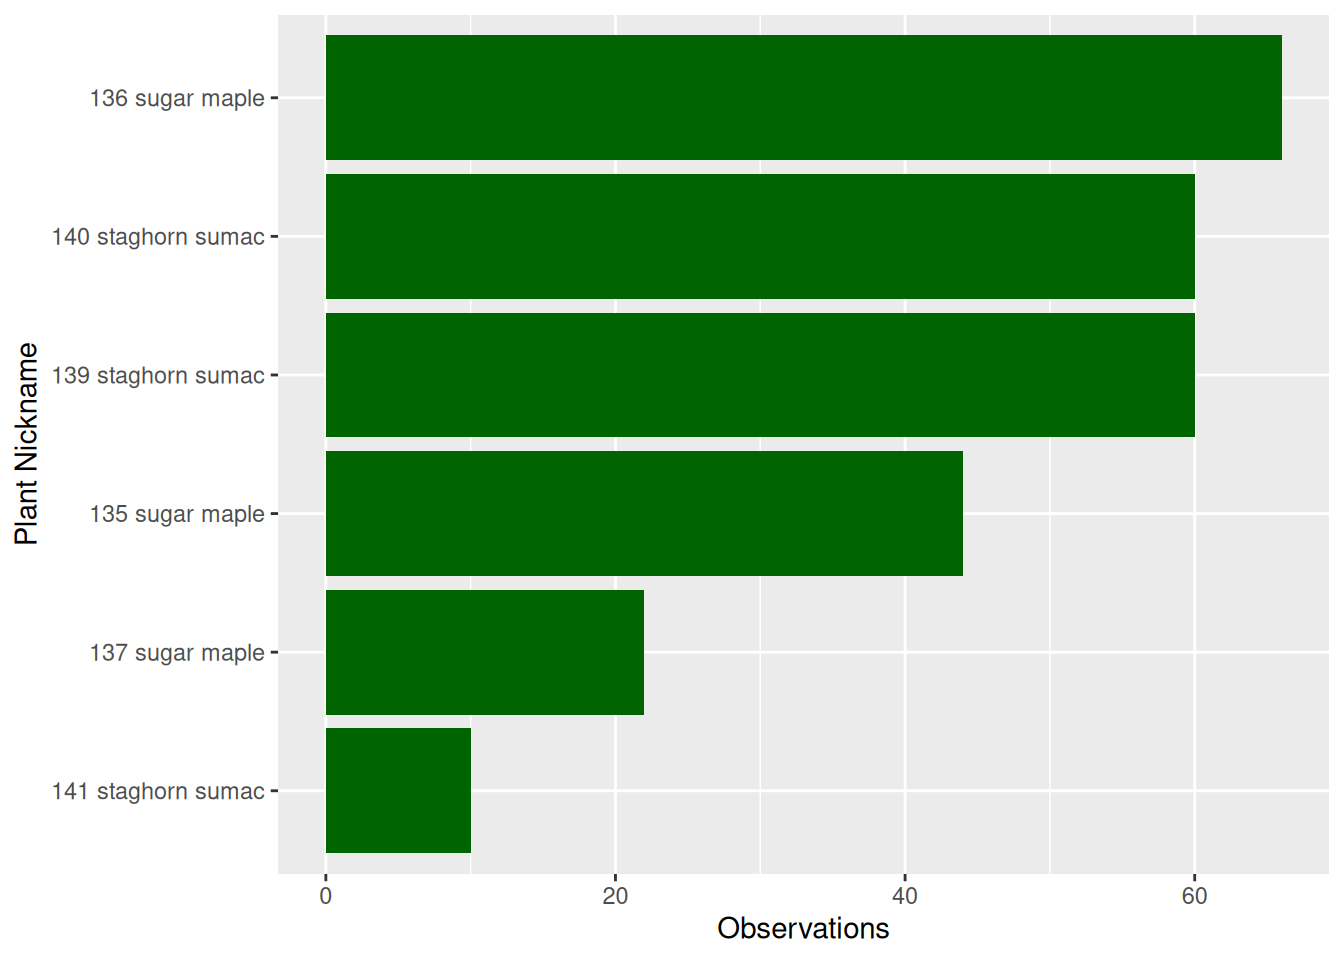 136 sugar maple
140 staghorn sumac
139 staghorn sumac
135 sugar maple
137 sugar maple
141 staghorn sumac
Plant Nickname
0 20 40 60
Observations